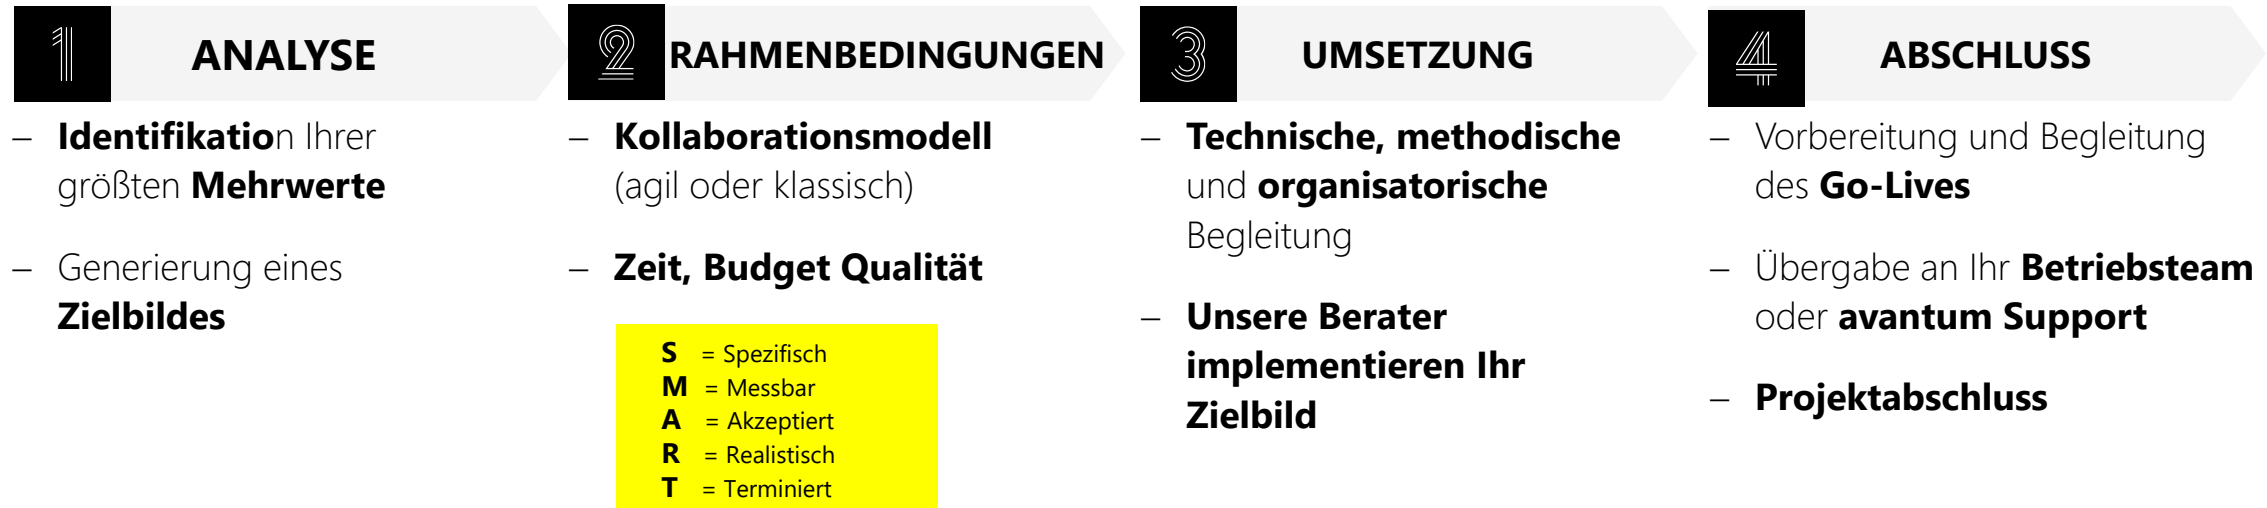 1 ANALYSE
– Identifikation Ihrer
größten Mehrwerte
– Generierung eines
Zielbildes
2 RAHMENBEDINGUNGEN
– Kollaborationsmodell
(agil oder klassisch)
– Zeit, Budget Qualität
S = Spezifisch
M = Messbar
A = Akzeptiert
R = Realistisch
T = Terminiert
3 UMSETZUNG
– Technische, methodische
und organisatorische
Begleitung
– Unsere Berater
implementieren Ihr
Zielbild
4 ABSCHLUSS
– Vorbereitung und Begleitung
des Go-Lives
– Übergabe an Ihr Betriebsteam
oder avantum Support
– Projektabschluss